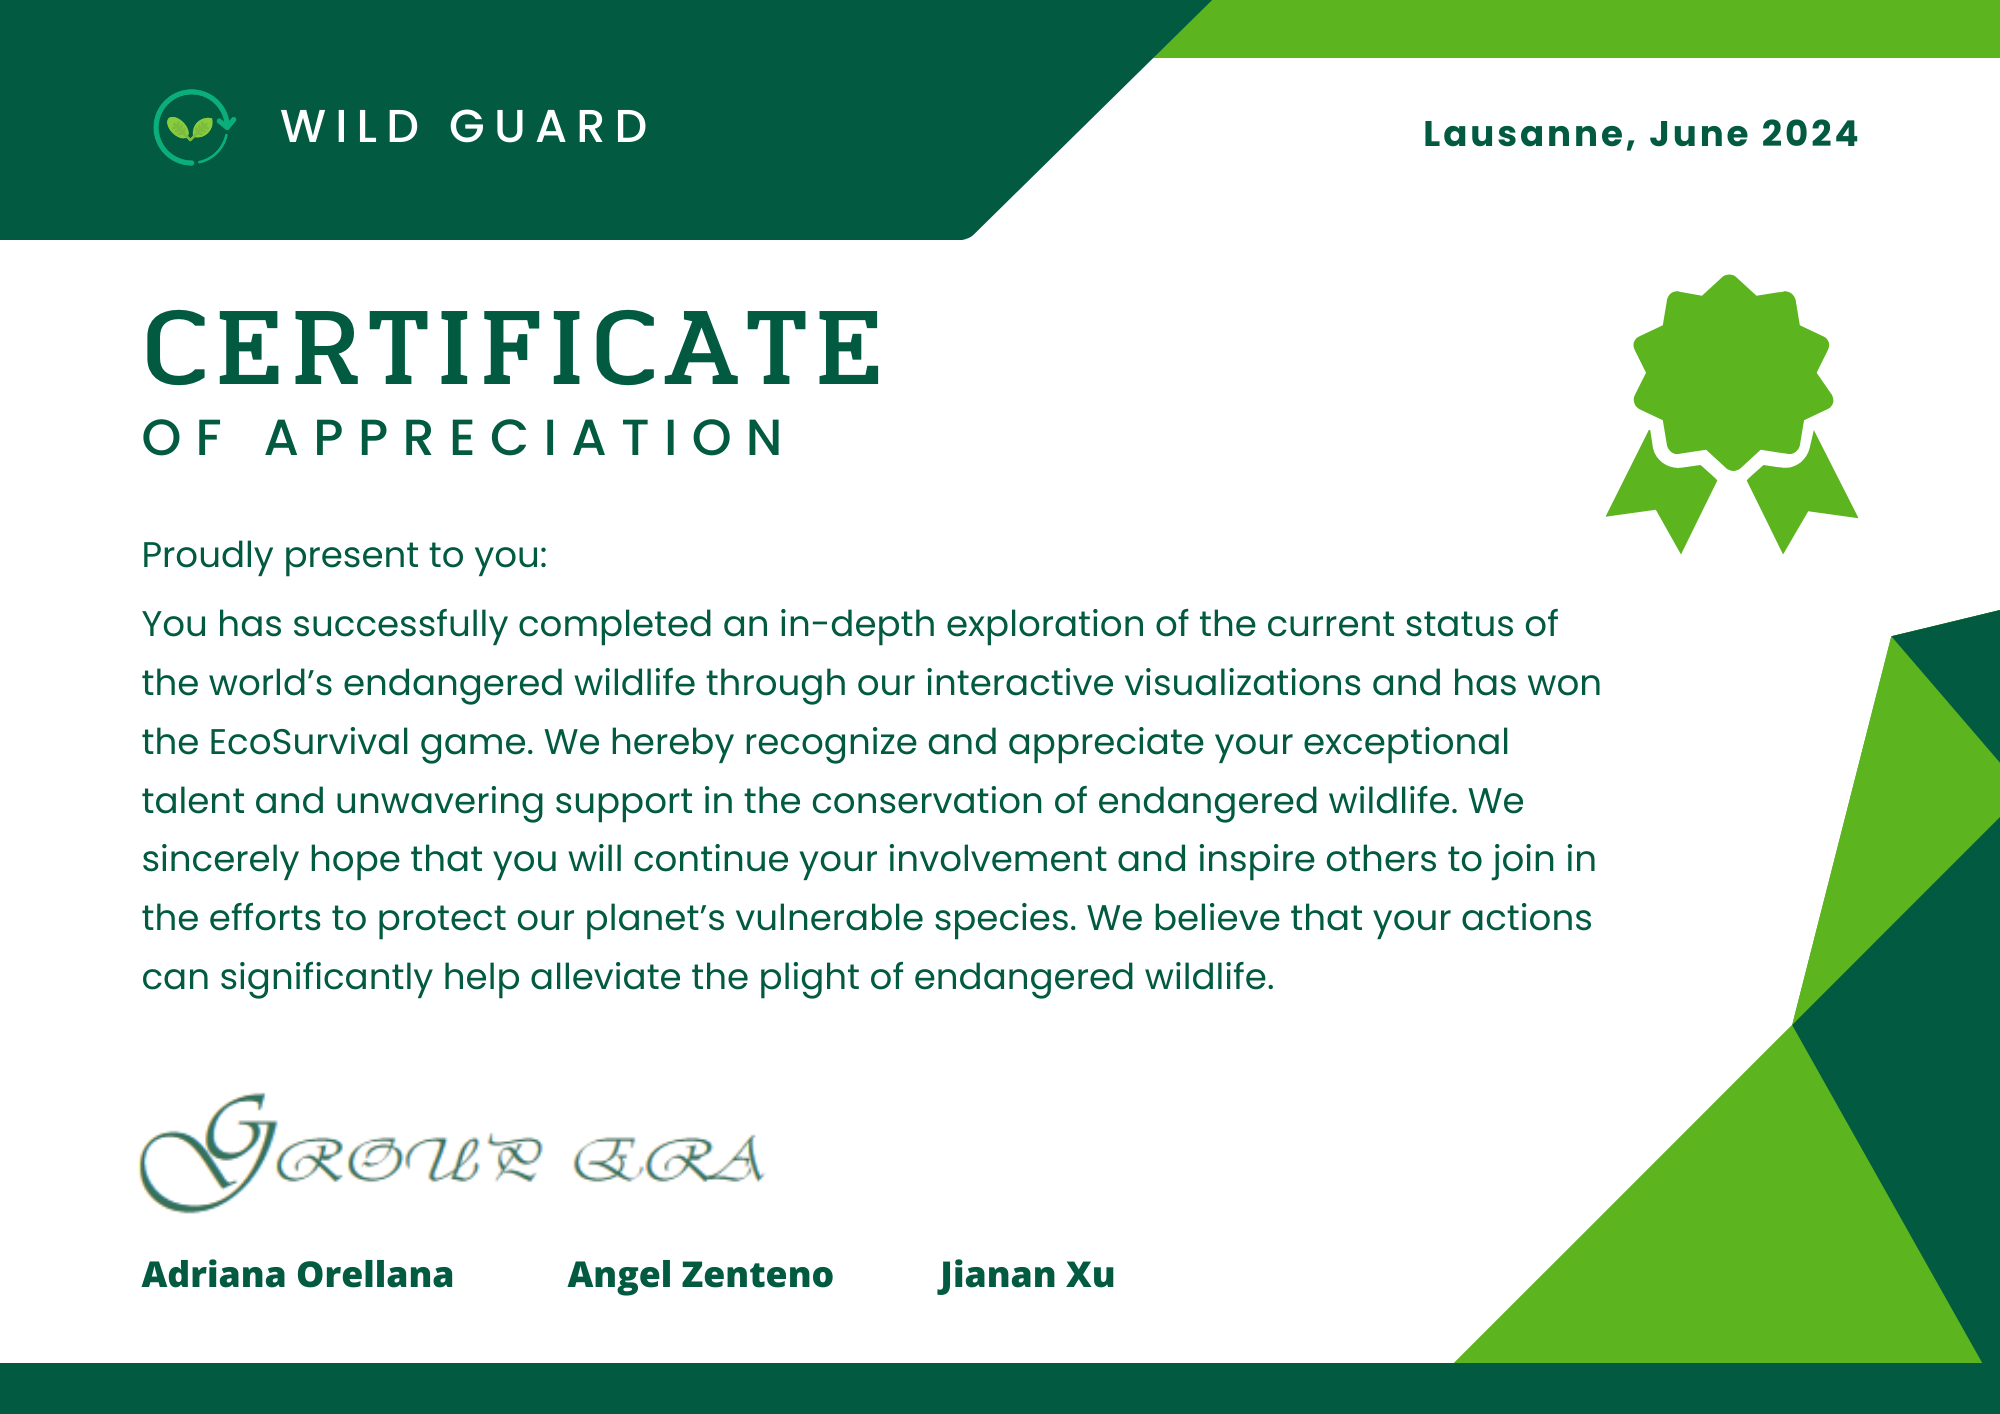 WILD GUARD
Lausanne, June 2024
CERTIFICATE
OF APPRECIATION
Proudly present to you:
You has successfully completed an in-depth exploration of the current status of
the world’s endangered wildlife through our interactive visualizations and has won
the EcoSurvival game. We hereby recognize and appreciate your exceptional
talent and unwavering support in the conservation of endangered wildlife. We
sincerely hope that you will continue your involvement and inspire others to join in
the efforts to protect our planet’s vulnerable species. We believe that your actions
can significantly help alleviate the plight of endangered wildlife.
GROUP ERA
Adriana Orellana Angel Zenteno Jianan Xu